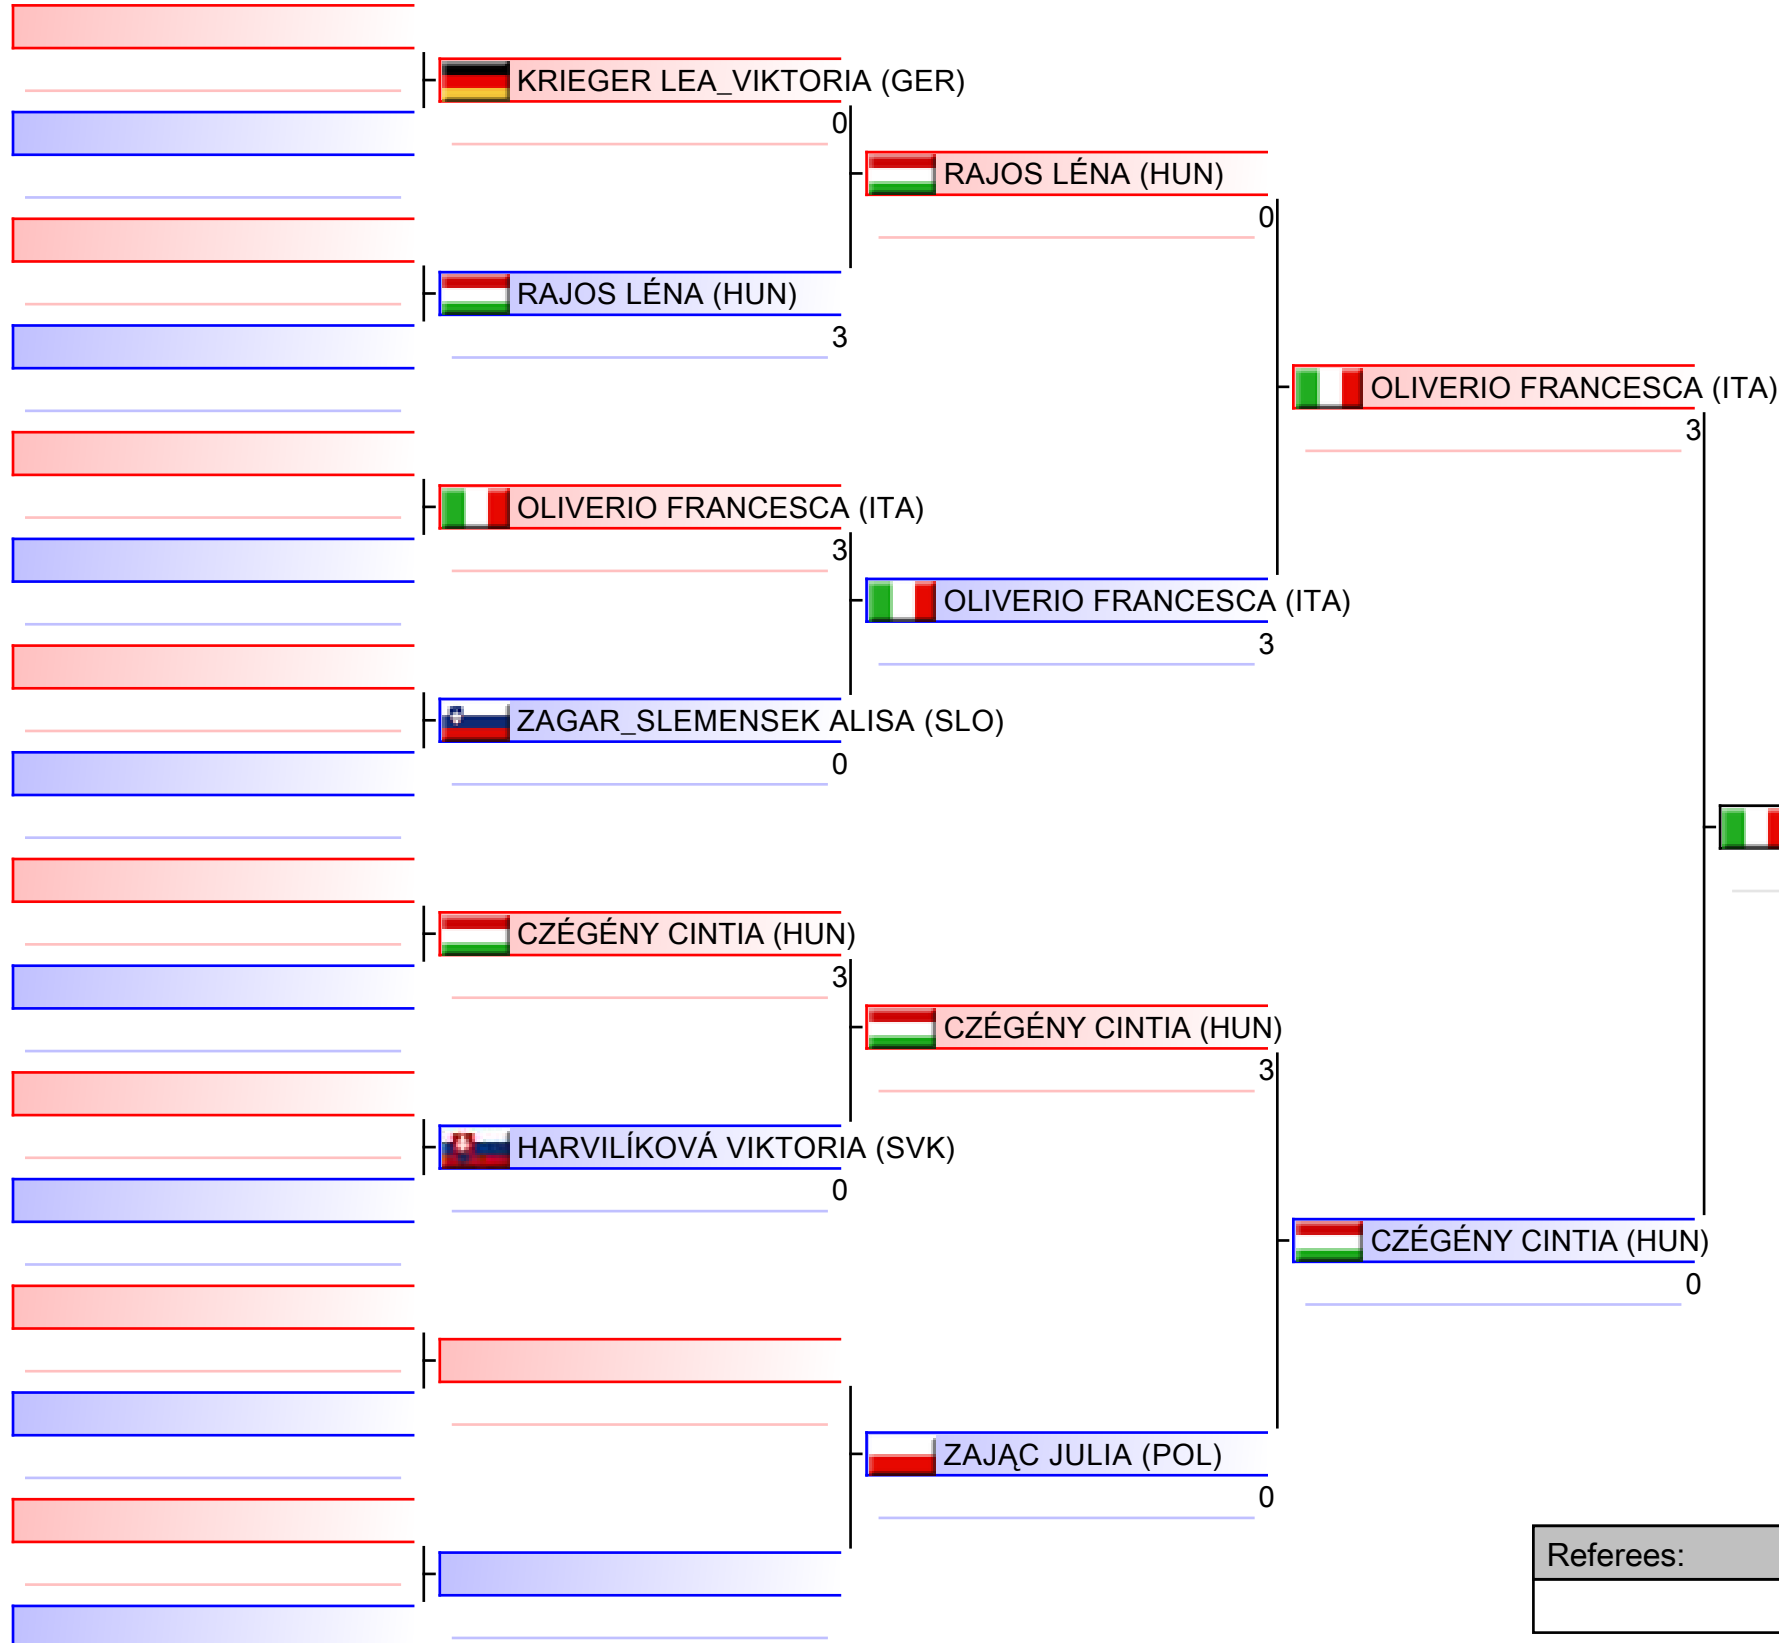 KRIEGER LEA_VIKTORIA (GER)
0
RAJOS LÉNA (HUN)
0
RAJOS LÉNA (HUN)
3
OLIVERIO FRANCESCA (ITA)
3
OLIVERIO FRANCESCA (ITA)
3
OLIVERIO FRANCESCA (ITA)
3
ZAGAR_SLEMENSEK ALISA (SLO)
0
CZÉGÉNY CINTIA (HUN)
3
CZÉGÉNY CINTIA (HUN)
3
HARVILÍKOVÁ VIKTORIA (SVK)
0
CZÉGÉNY CINTIA (HUN)
0
ZAJĄC JULIA (POL)
0
Referees: